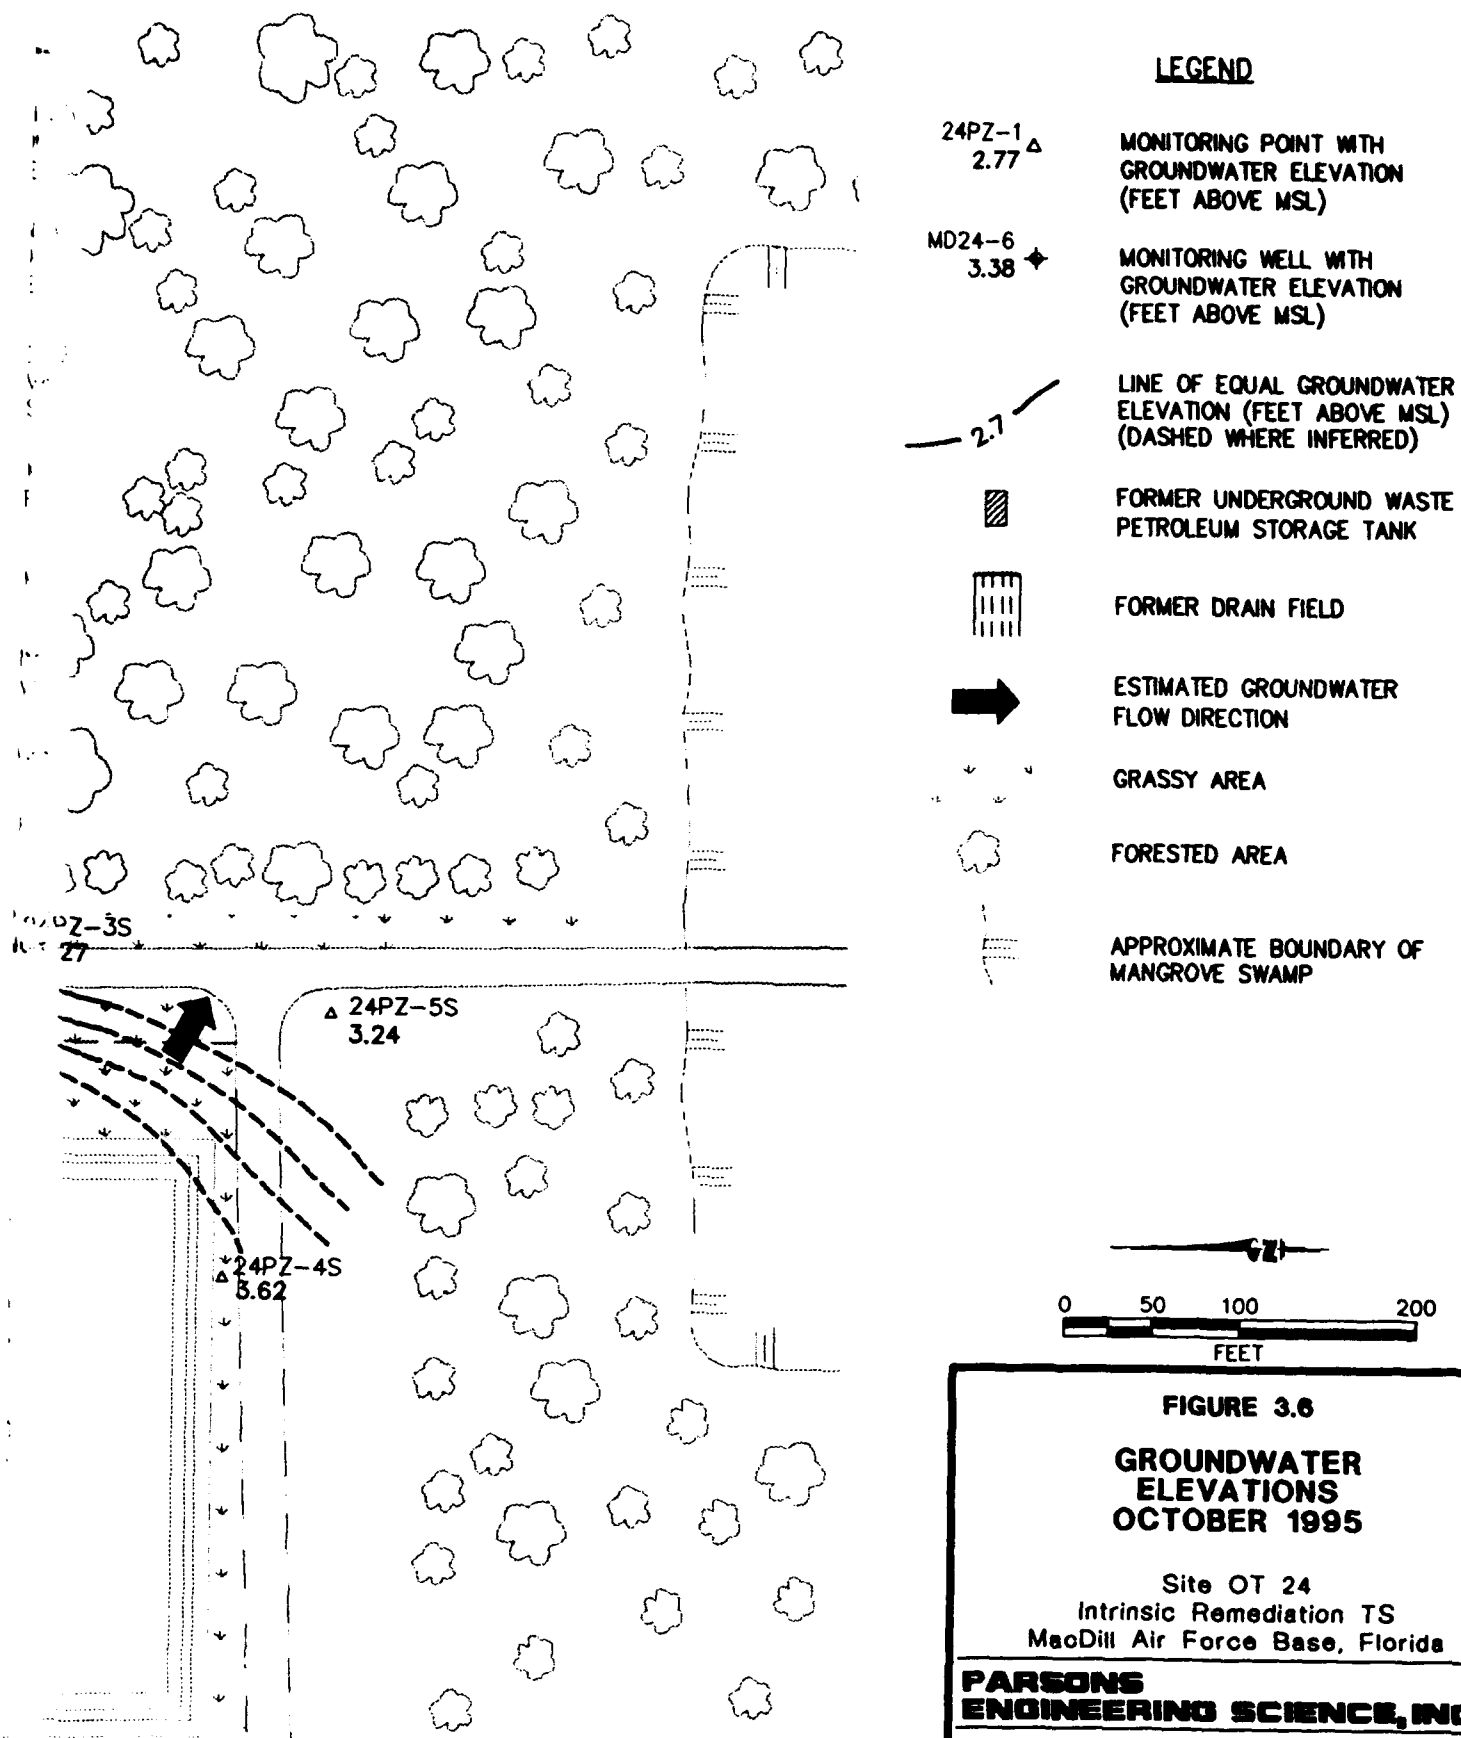 LEGEND
24PZ-1
2.77
MONITORING POINT WITH
GROUNDWATER ELEVATION
(FEET ABOVE MSL)
MD24-6
3.38
MONITORING WELL WITH
GROUNDWATER ELEVATION
(FEET ABOVE MSL)
2.7
LINE OF EQUAL GROUNDWATER
ELEVATION (FEET ABOVE MSL)
(DASHED WHERE INFERRED)
FORMER UNDERGROUND WASTE
PETROLEUM STORAGE TANK
FORMER DRAIN FIELD
ESTIMATED GROUNDWATER
FLOW DIRECTION
GRASSY AREA
FORESTED AREA
APPROXIMATE BOUNDARY OF
MANGROVE SWAMP
PZ-3S
27
24PZ-5S
3.24
24PZ-4S
3.62
0 50 100 200
FEET
FIGURE 3.6
GROUNDWATER
ELEVATIONS
OCTOBER 1995
Site OT 24
Intrinsic Remediation TS
MacDill Air Force Base, Florida
PARSONS
ENGINEERING SCIENCE, INC